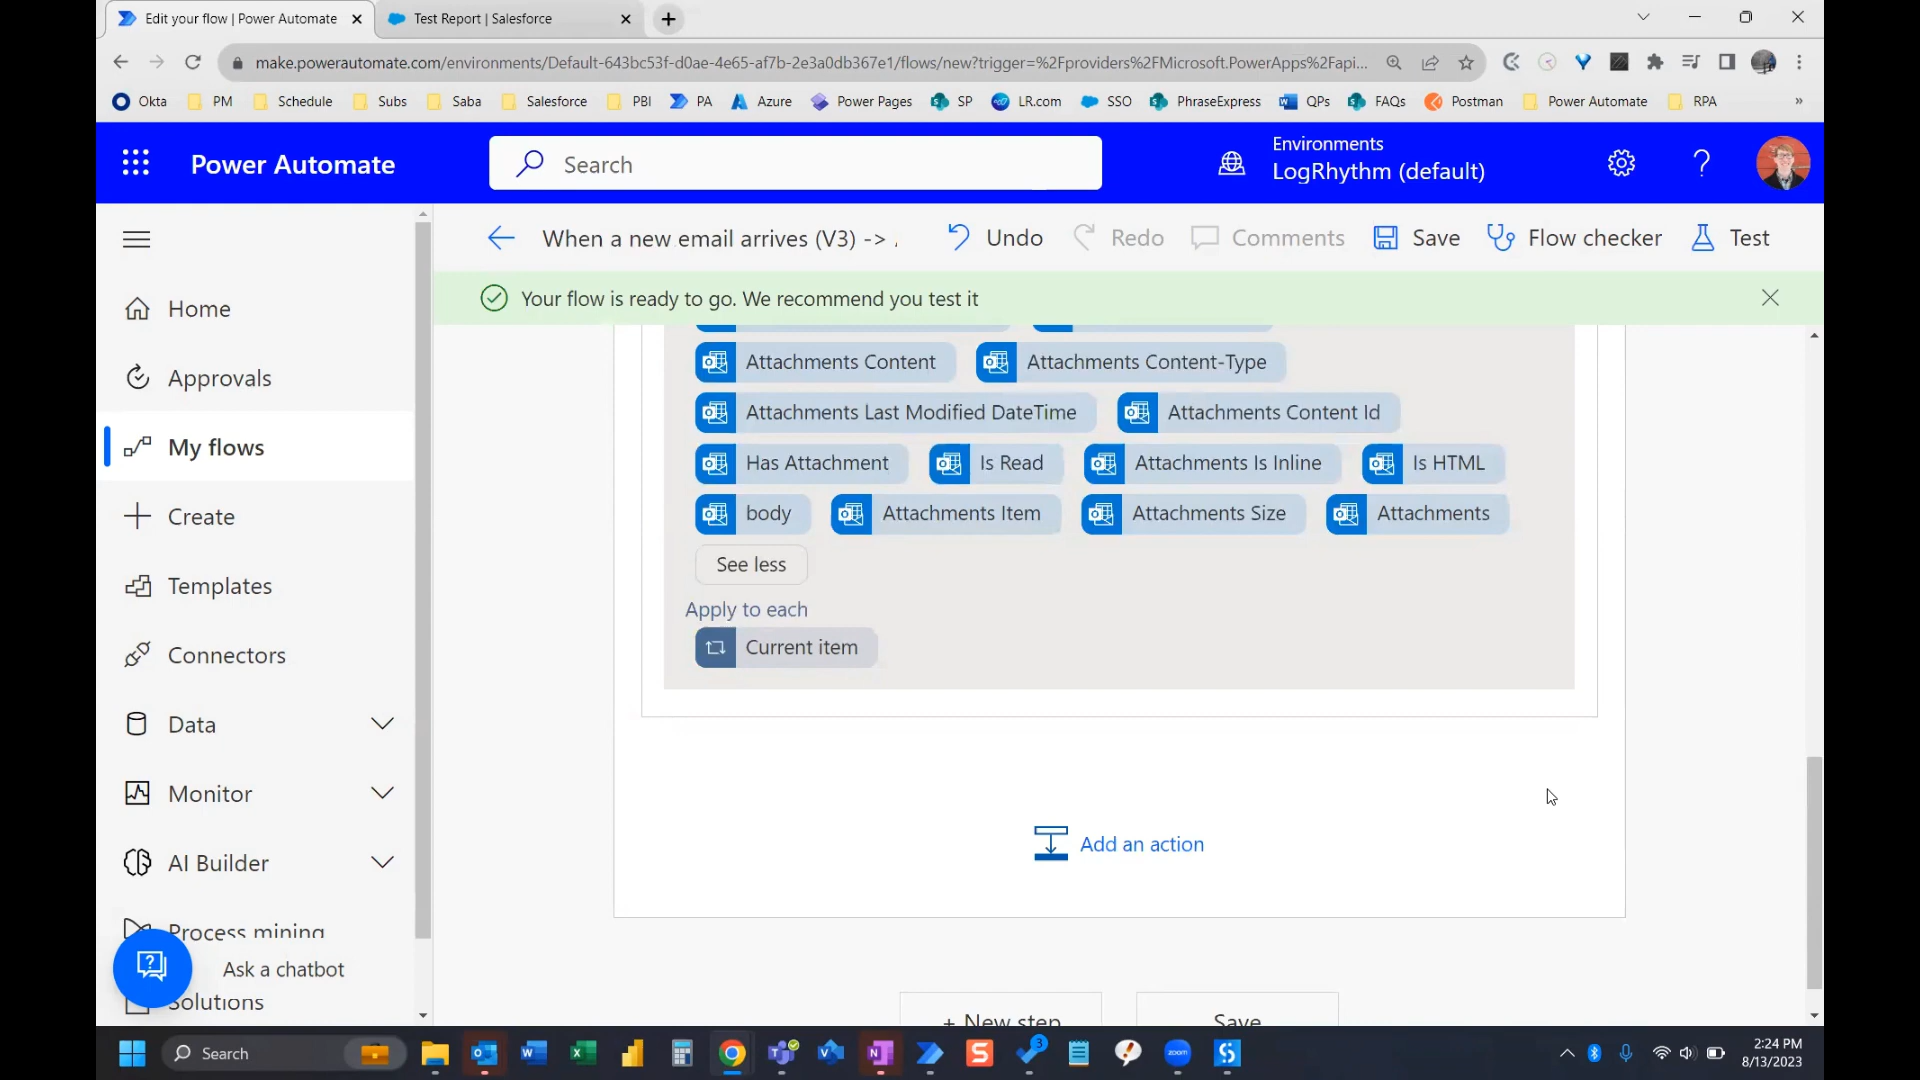 Edit your flow | Power Automate
Test Report | Salesforce
make.powerautomate.com/environments/Default-643bc53f-d0ae-4e65-af7b-2e3a0db367e1/flows/new?trigger=%2Fproviders%2FMicrosoft.PowerApps%2Fapi...
Okta PM Schedule Subs Saba Salesforce PBI PA Azure Power Pages SP LR.com SSO PhraseExpress QPs FAQs Postman Power Automate RPA »
Power Automate
Search
Environments
LogRhythm (default)
When a new email arrives (V3) ->
Undo Redo Comments Save Flow checker Test
Your flow is ready to go. We recommend you test it
Home
Approvals
My flows
Create
Templates
Connectors
Data
Monitor
AI Builder
Process mining
Ask a chatbot
Solutions
Attachments Content Attachments Content-Type
Attachments Last Modified DateTime Attachments Content Id
Has Attachment Is Read Attachments Is Inline Is HTML
body Attachments Item Attachments Size Attachments
See less
Apply to each
Current item
Add an action
+ New step Save
Search
3
zoom
2:24 PM
8/13/2023